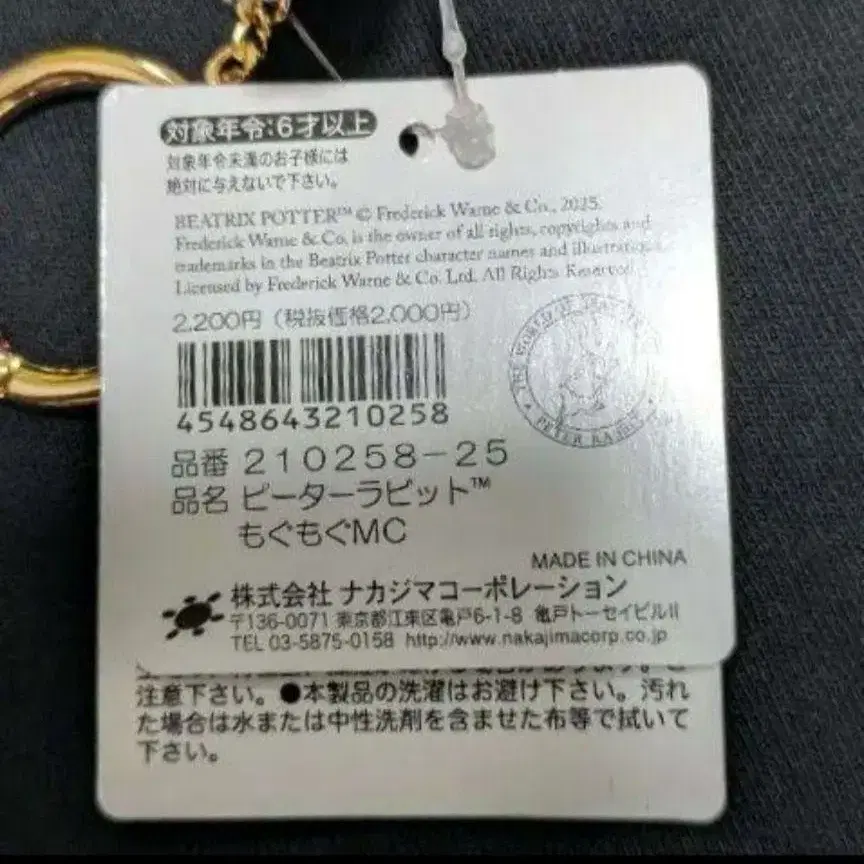 対象年令:6才以上
対象年令未満のお子様には
絶対に与えないで下さい。
BEATRIX POTTER™ © Frederick Warne & Co., 2025.
Frederick Warne & Co. is the owner of all rights, copyrights and
trademarks in the Beatrix Potter character names and illustrations.
Licensed by Frederick Warne & Co. Ltd. All Rights Reserved.
2,200円(税抜価格2,000円)
THE WORLD OF BEATRIX
PETER RABBIT
4548643210258
品番 210258-25
品名 ピーターラビット™
もぐもぐMC
MADE IN CHINA
株式会社 ナカジマコーポレーション
〒136-0071 東京都江東区亀戸6-1-8 亀戸トーセイビルII
TEL 03-5875-0158 http://www.nakajimacorp.co.jp
注意下さい。●本製品の洗濯はお避け下さい。汚れ
た場合は水または中性洗剤を含ませた布等で拭いて
下さい。